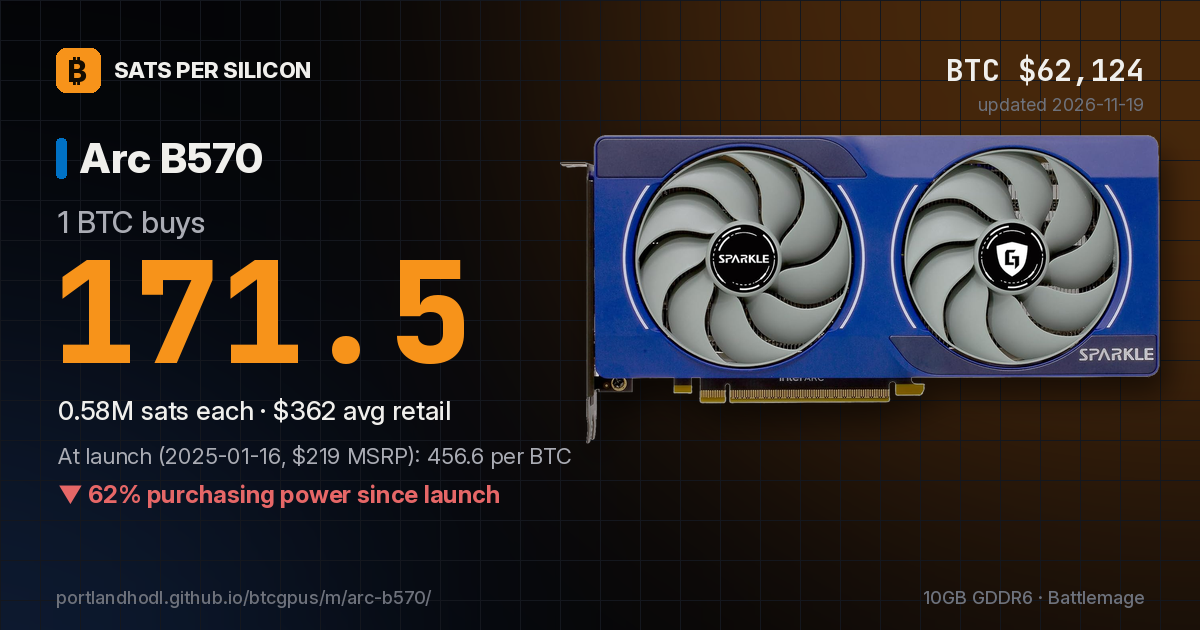 SATS PER SILICON
BTC $62,124
updated 2026-11-19
Arc B570
1 BTC buys
171.5
0.58M sats each · $362 avg retail
At launch (2025-01-16, $219 MSRP): 456.6 per BTC
▼ 62% purchasing power since launch
SPARKLE
SPARKLE
intel ARC
portlandhodl.github.io/btcgpus/m/arc-b570/
10GB GDDR6 · Battlemage